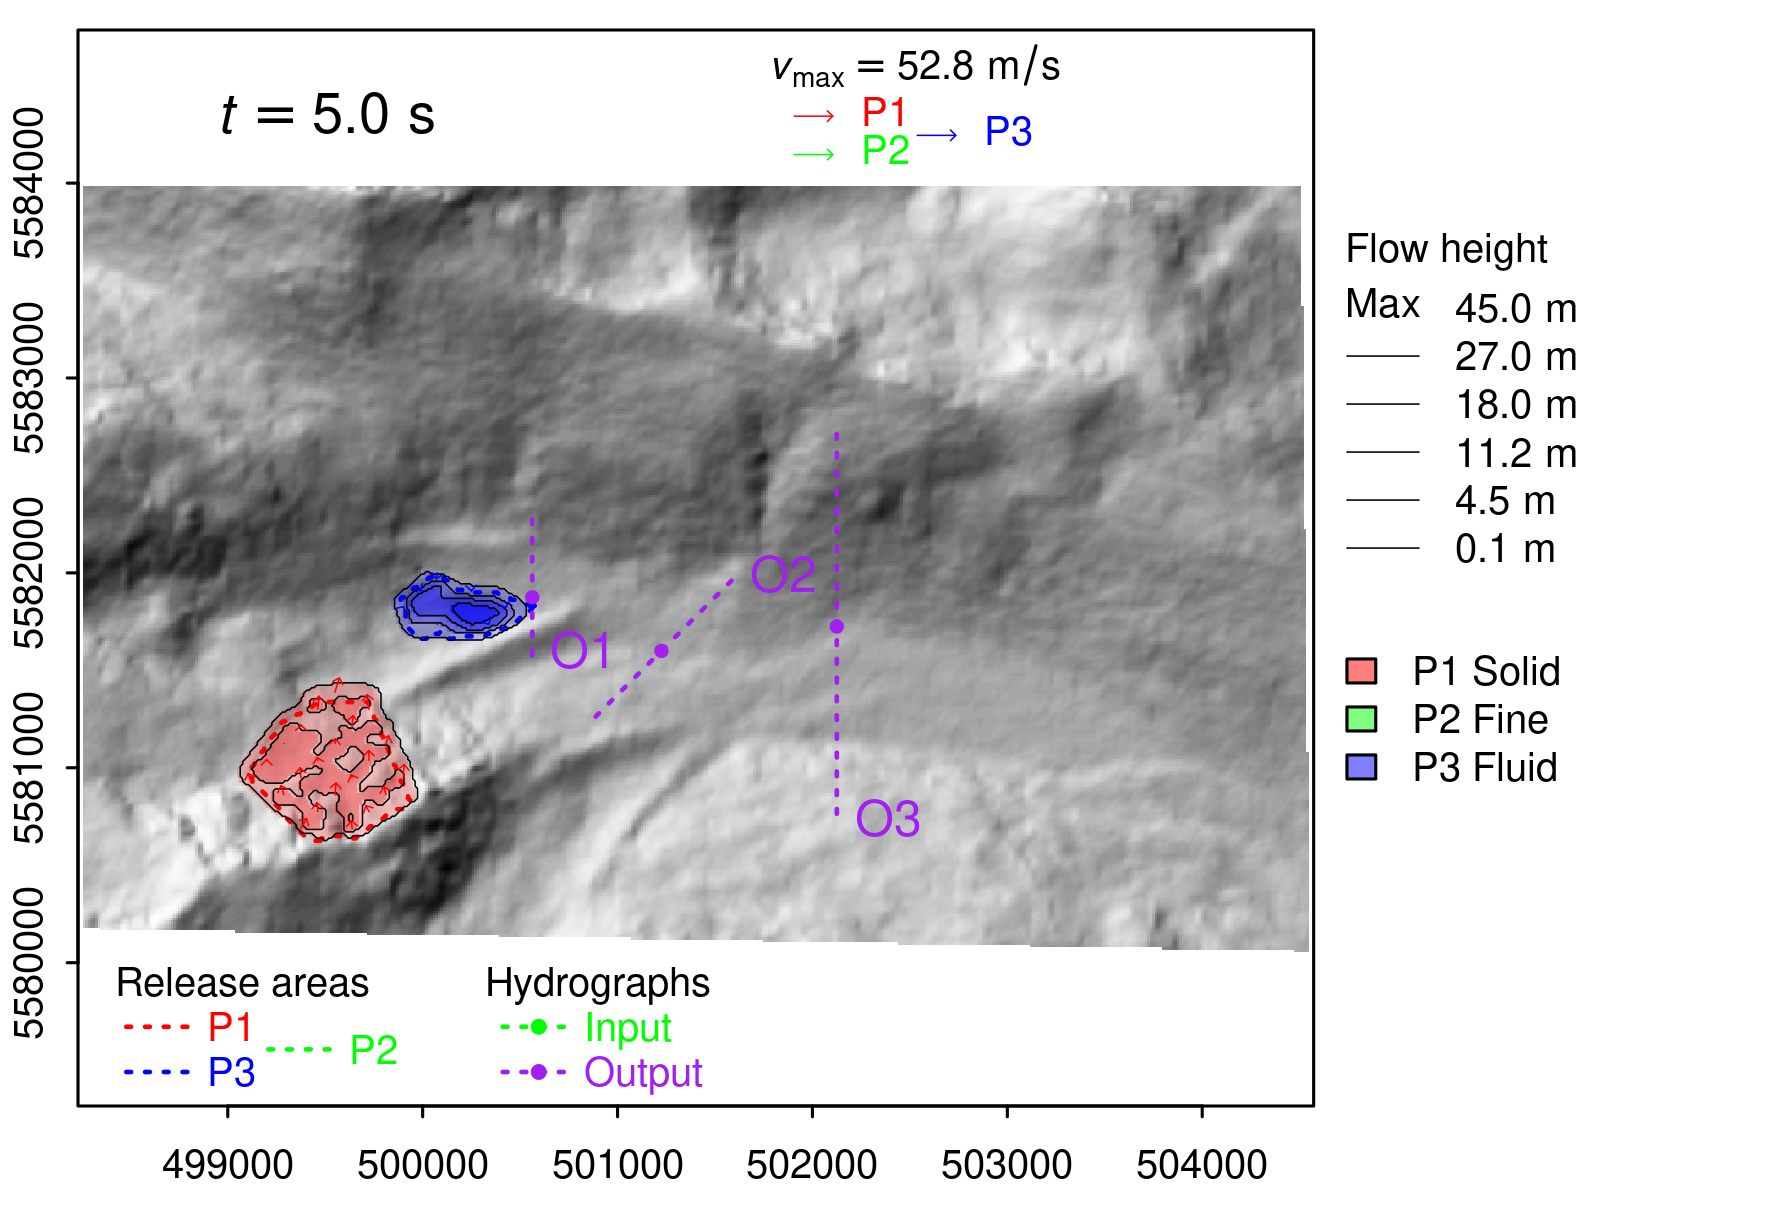 t = 5.0 s
vmax = 52.8 m/s
P1
P2
P3
5584000
5583000
5582000
5581000
5580000
O1
O2
O3
Flow height
Max 45.0 m
27.0 m
18.0 m
11.2 m
4.5 m
0.1 m
P1 Solid
P2 Fine
P3 Fluid
Release areas
P1
P2
P3
Hydrographs
Input
Output
499000 500000 501000 502000 503000 504000